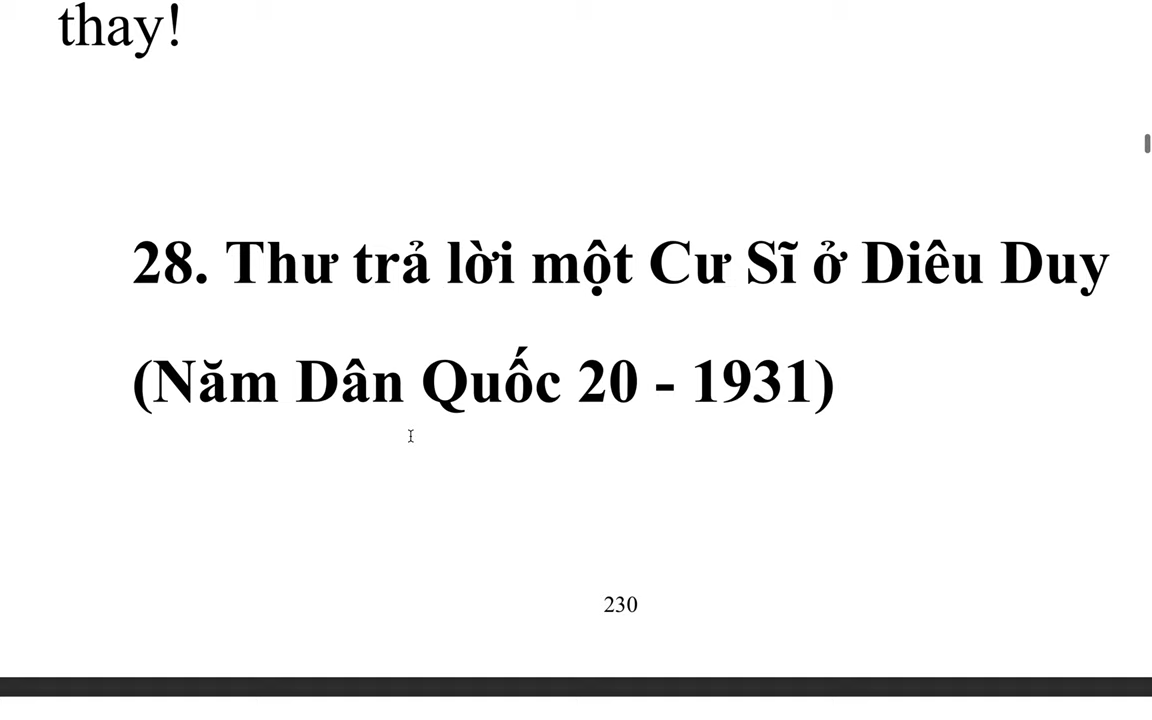 thay!
28. Thư trả lời một Cư Sĩ ở Diêu Duy
(Năm Dân Quốc 20 - 1931)
230